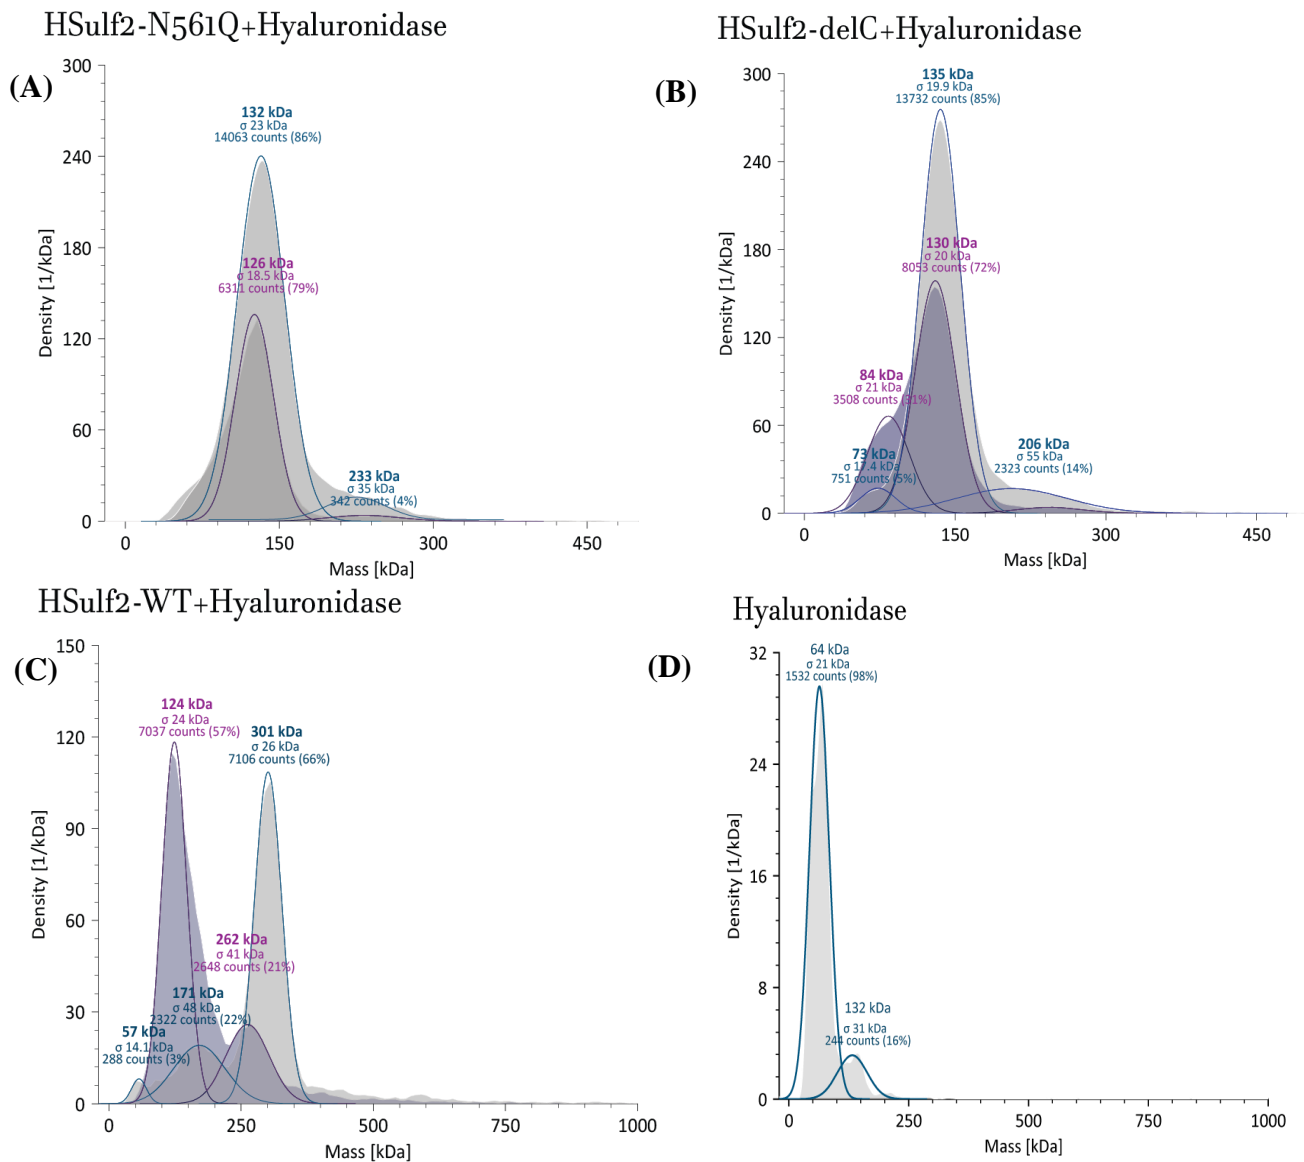 HSulf2-N561Q+Hyaluronidase
(A)
300
240
180
120
60
0
Density [1/kDa]
132 kDa
σ 23 kDa
14063 counts (86%)
126 kDa
σ 18.5 kDa
6311 counts (79%)
233 kDa
σ 35 kDa
342 counts (4%)
0 150 300 450
Mass [kDa]
HSulf2-delC+Hyaluronidase
(B)
300
240
180
120
60
0
Density [1/kDa]
135 kDa
σ 19.9 kDa
13732 counts (85%)
130 kDa
σ 20 kDa
8053 counts (72%)
84 kDa
σ 21 kDa
3508 counts (31%)
73 kDa
σ 17.4 kDa
751 counts (5%)
206 kDa
σ 55 kDa
2323 counts (14%)
0 150 300 450
Mass [kDa]
HSulf2-WT+Hyaluronidase
(C)
150
120
90
60
30
0
Density [1/kDa]
124 kDa
σ 24 kDa
7037 counts (57%)
301 kDa
σ 26 kDa
7106 counts (66%)
262 kDa
σ 41 kDa
2648 counts (21%)
171 kDa
σ 48 kDa
2322 counts (22%)
57 kDa
σ 14.1 kDa
288 counts (3%)
0 250 500 750 1000
Mass [kDa]
Hyaluronidase
(D)
32
24
16
8
0
Density [1/kDa]
64 kDa
σ 21 kDa
1532 counts (98%)
132 kDa
σ 31 kDa
244 counts (16%)
0 250 500 750 1000
Mass [kDa]